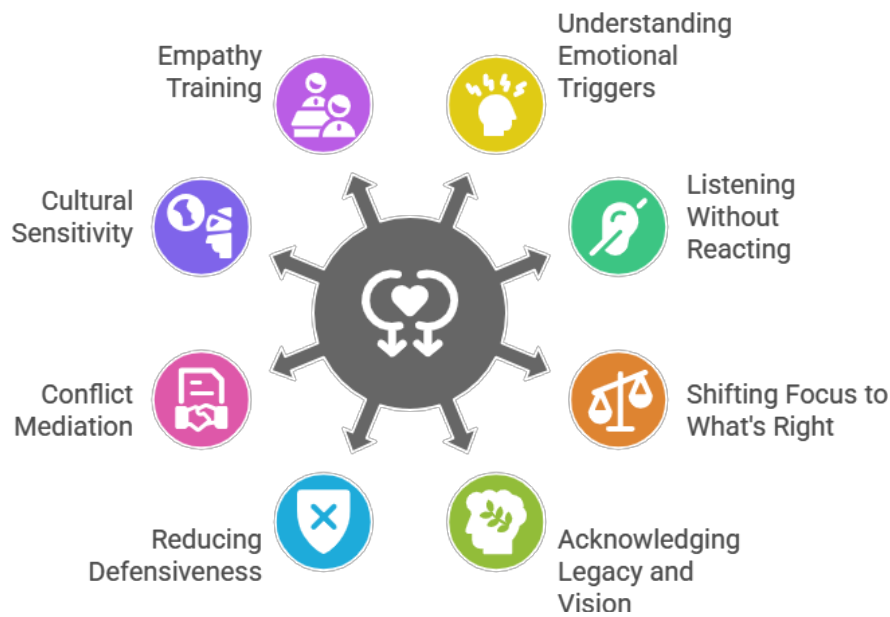 Understanding
Emotional
Triggers
Empathy
Training
Listening
Without
Reacting
Cultural
Sensitivity
Shifting Focus to
What's Right
Conflict
Mediation
Acknowledging
Legacy and
Vision
Reducing
Defensiveness